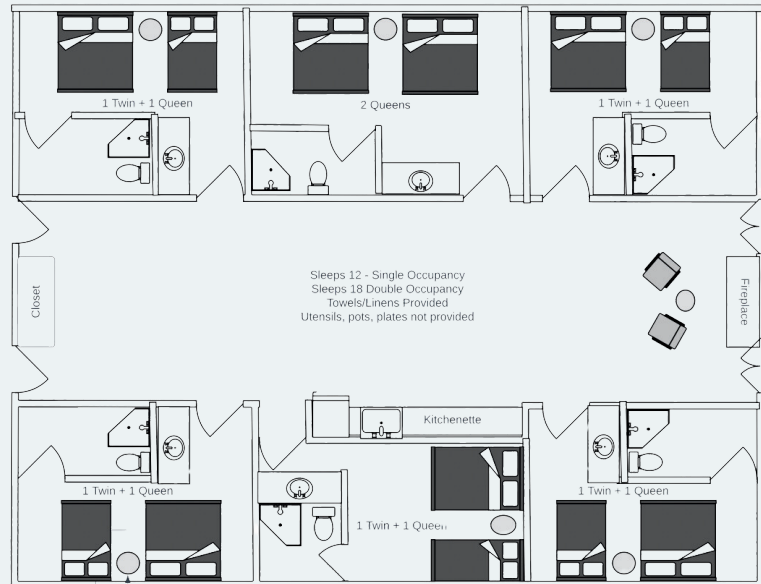 1 Twin + 1 Queen
2 Queens
1 Twin + 1 Queen
Sleeps 12 - Single Occupancy
Sleeps 18 Double Occupancy
Towels/Linens Provided
Utensils, pots, plates not provided
Closet
Fireplace
Kitchenette
1 Twin + 1 Queen
1 Twin + 1 Queen
1 Twin + 1 Queen